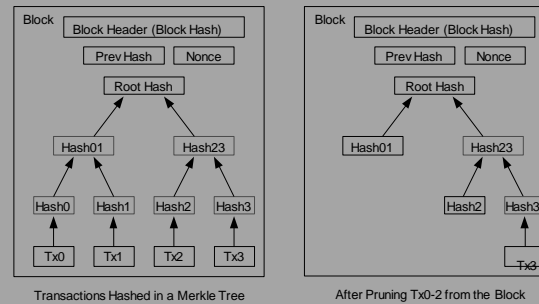 Block
Block Header (Block Hash)
Prev Hash
Nonce
Root Hash
Hash01
Hash23
Hash0
Hash1
Hash2
Hash3
Tx0
Tx1
Tx2
Tx3
Transactions Hashed in a Merkle Tree
Block
Block Header (Block Hash)
Prev Hash
Nonce
Root Hash
Hash01
Hash23
Hash2
Hash3
Tx3
After Pruning Tx0-2 from the Block